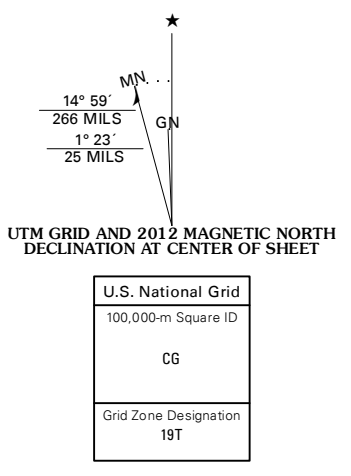 ★
MN
14° 59´
266 MILS
GN
1° 23´
25 MILS
UTM GRID AND 2012 MAGNETIC NORTH
DECLINATION AT CENTER OF SHEET
U.S. National Grid
100,000-m Square ID
CG
Grid Zone Designation
19T